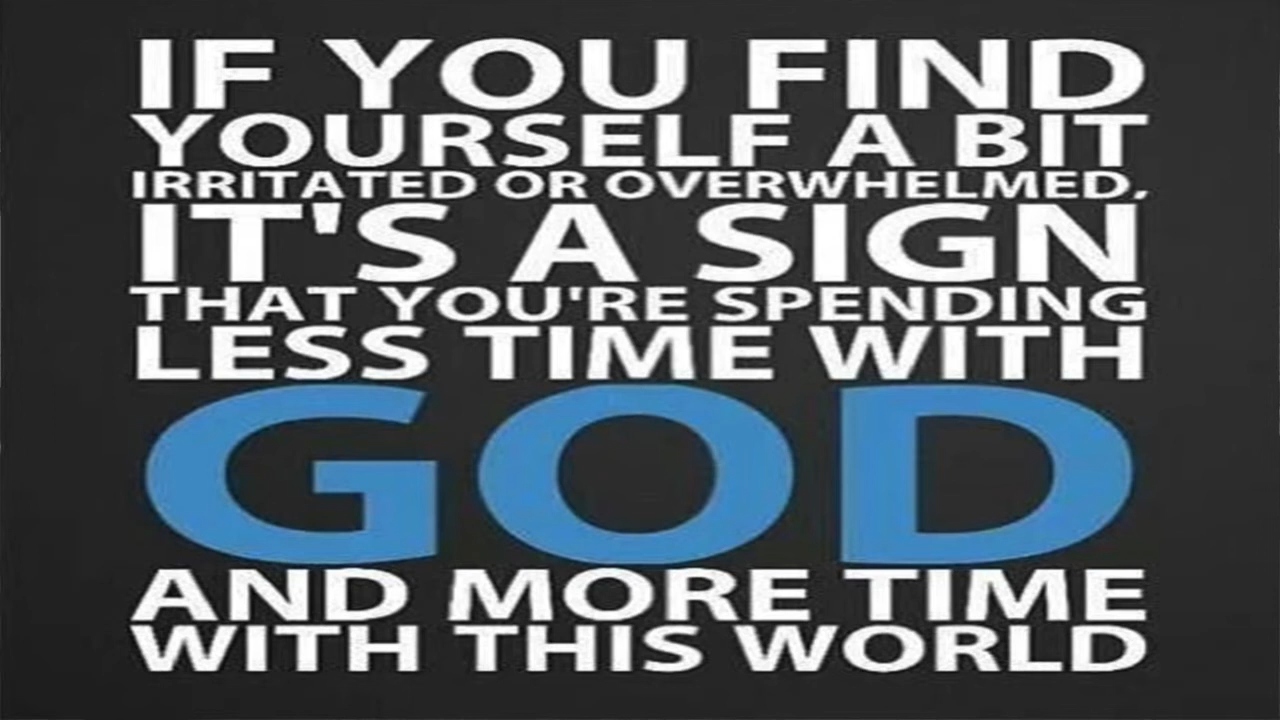 IF YOU FIND
YOURSELF A BIT
IRRITATED OR OVERWHELMED,
IT'S A SIGN
THAT YOU'RE SPENDING
LESS TIME WITH
GOD
AND MORE TIME
WITH THIS WORLD